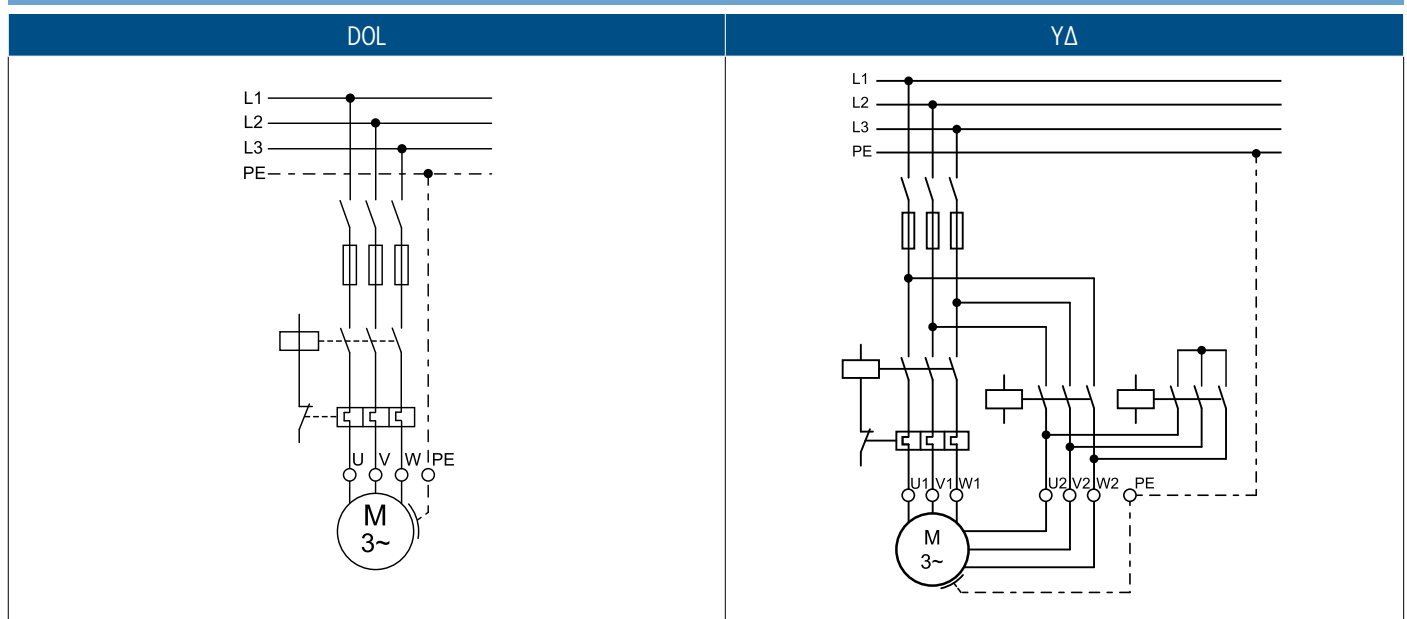 DOL
YΔ
L1
L2
L3
PE
U V W PE
M
3~
L1
L2
L3
PE
U1 V1 W1 U2 V2 W2 PE
M
3~